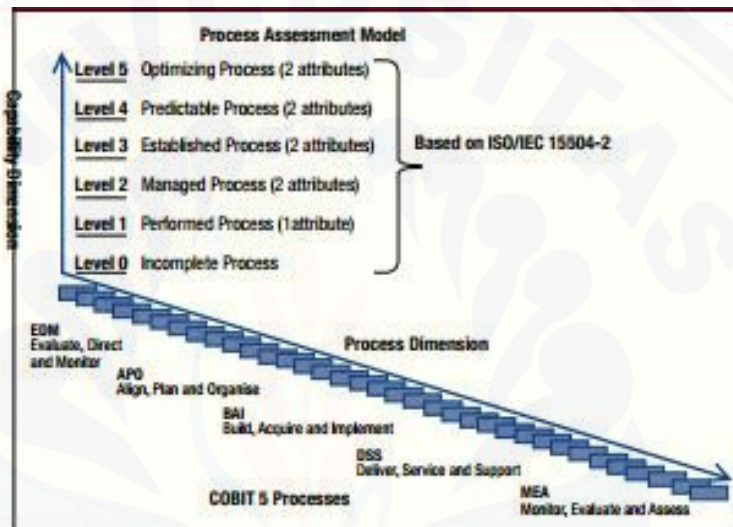 Process Assessment Model
Capability Dimension
Level 5 Optimizing Process (2 attributes)
Level 4 Predictable Process (2 attributes)
Level 3 Established Process (2 attributes)
Level 2 Managed Process (2 attributes)
Level 1 Performed Process (1attribute)
Level 0 Incomplete Process
Based on ISO/IEC 15504-2
EDM
Evaluate, Direct
and Monitor
Process Dimension
APO
Align, Plan and Organise
BAI
Build, Acquire and Implement
DSS
Deliver, Service and Support
MEA
Monitor, Evaluate and Assess
COBIT 5 Processes